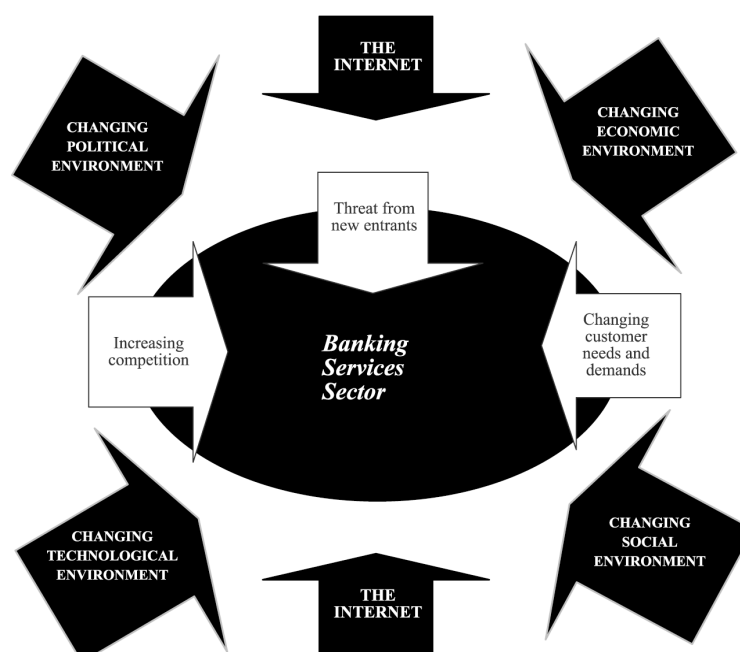 THE
INTERNET
CHANGING
POLITICAL
ENVIRONMENT
CHANGING
ECONOMIC
ENVIRONMENT
Threat from
new entrants
Increasing
competition
Banking
Services
Sector
Changing
customer
needs and
demands
CHANGING
TECHNOLOGICAL
ENVIRONMENT
CHANGING
SOCIAL
ENVIRONMENT
THE
INTERNET